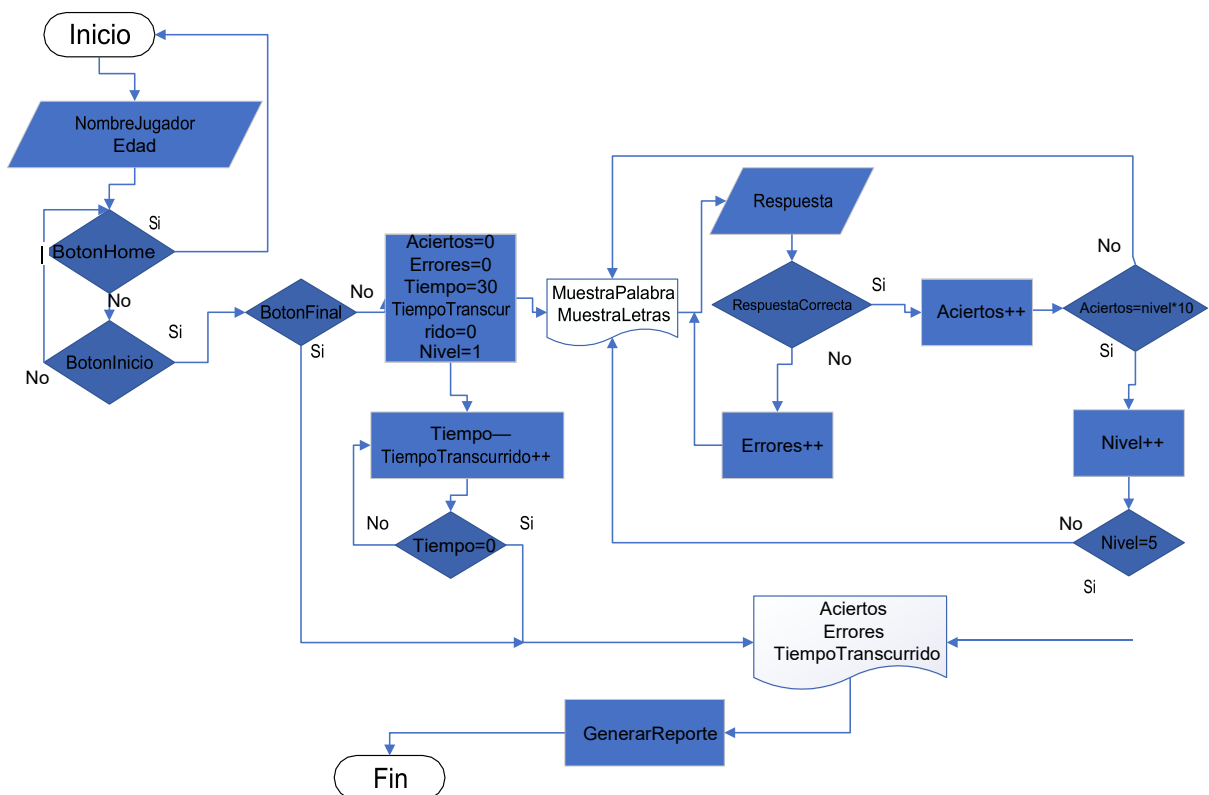 Inicio
NombreJugador
Edad
Si
BotonHome
No
Si
BotonInicio
No
BotonFinal
No
Si
Aciertos=0
Errores=0
Tiempo=30
TiempoTranscur
rido=0
Nivel=1
Tiempo—
TiempoTranscurrido++
No
Si
Tiempo=0
MuestraPalabra
MuestraLetras
Respuesta
RespuestaCorrecta
Si
No
Errores++
Aciertos++
No
Aciertos=nivel*10
Si
Nivel++
No
Nivel=5
Si
Aciertos
Errores
TiempoTranscurrido
GenerarReporte
Fin